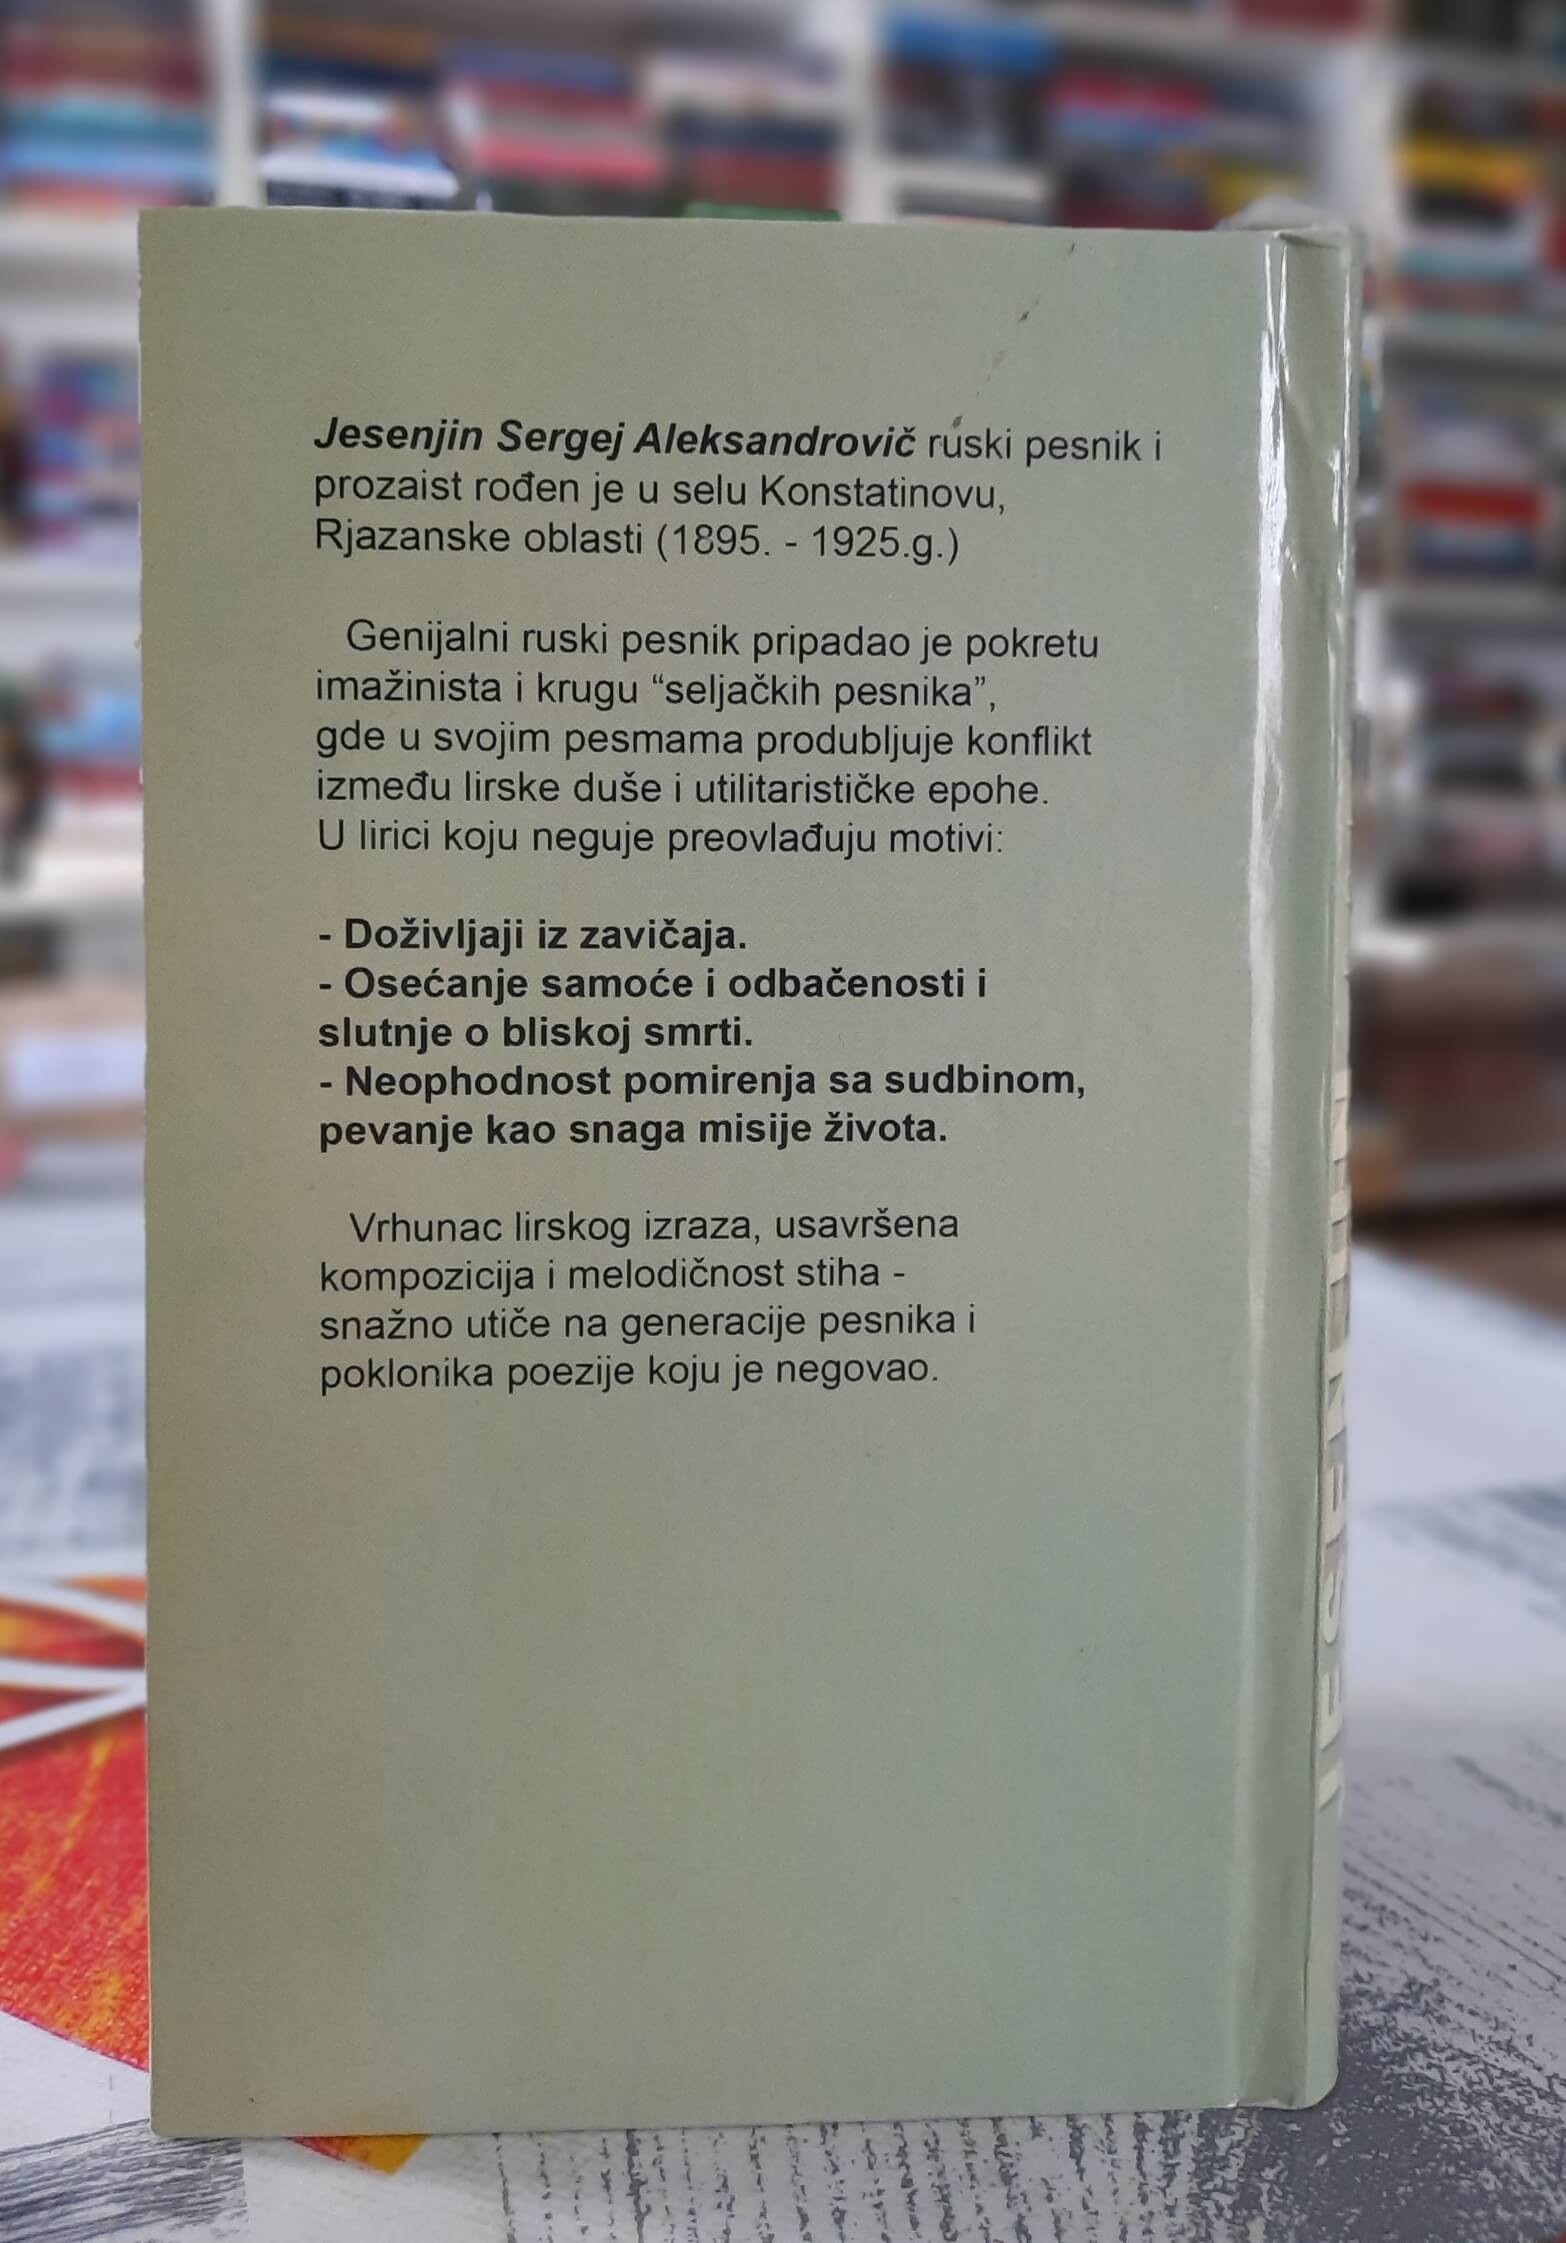 Jesenjin Sergej Aleksandrovič ruski pesnik i
prozaist rođen je u selu Konstatinovu,
Rjazanske oblasti (1895. - 1925.g.)
Genijalni ruski pesnik pripadao je pokretu
imažinista i krugu “seljačkih pesnika”,
gde u svojim pesmama produbljuje konflikt
između lirske duše i utilitarističke epohe.
U lirici koju neguje preovlađuju motivi:
- Doživljaji iz zavičaja.
- Osećanje samoće i odbačenosti i
slutnje o bliskoj smrti.
- Neophodnost pomirenja sa sudbinom,
pevanje kao snaga misije života.
Vrhunac lirskog izraza, usavršena
kompozicija i melodičnost stiha -
snažno utiče na generacije pesnika i
poklonika poezije koju je negovao.
JESENJIN